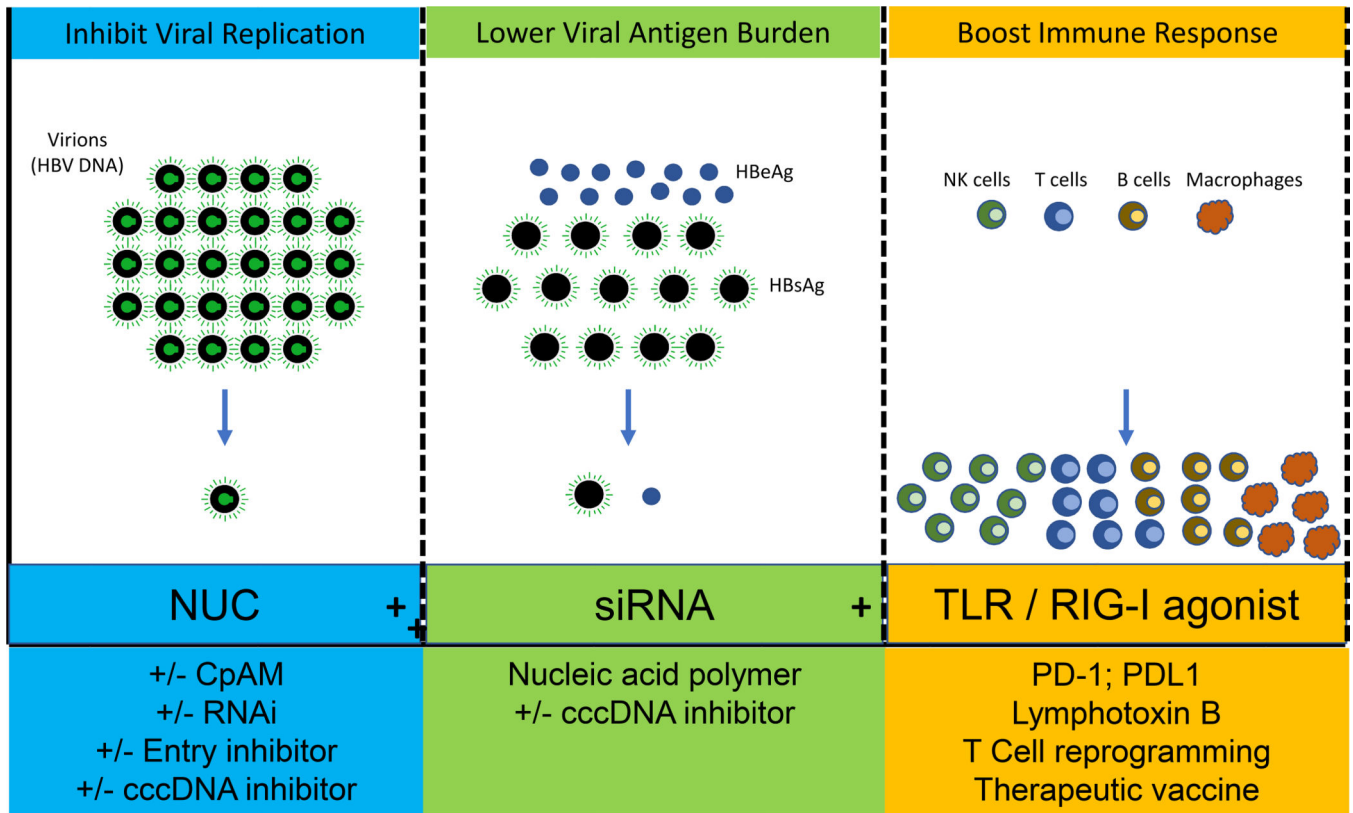 Inhibit Viral Replication
Lower Viral Antigen Burden
Boost Immune Response
Virions
(HBV DNA)
HBeAg
HBsAg
NK cells
T cells
B cells
Macrophages
NUC
+
+
siRNA
+
TLR / RIG-I agonist
+/- CpAM
+/- RNAi
+/- Entry inhibitor
+/- cccDNA inhibitor
Nucleic acid polymer
+/- cccDNA inhibitor
PD-1; PDL1
Lymphotoxin B
T Cell reprogramming
Therapeutic vaccine